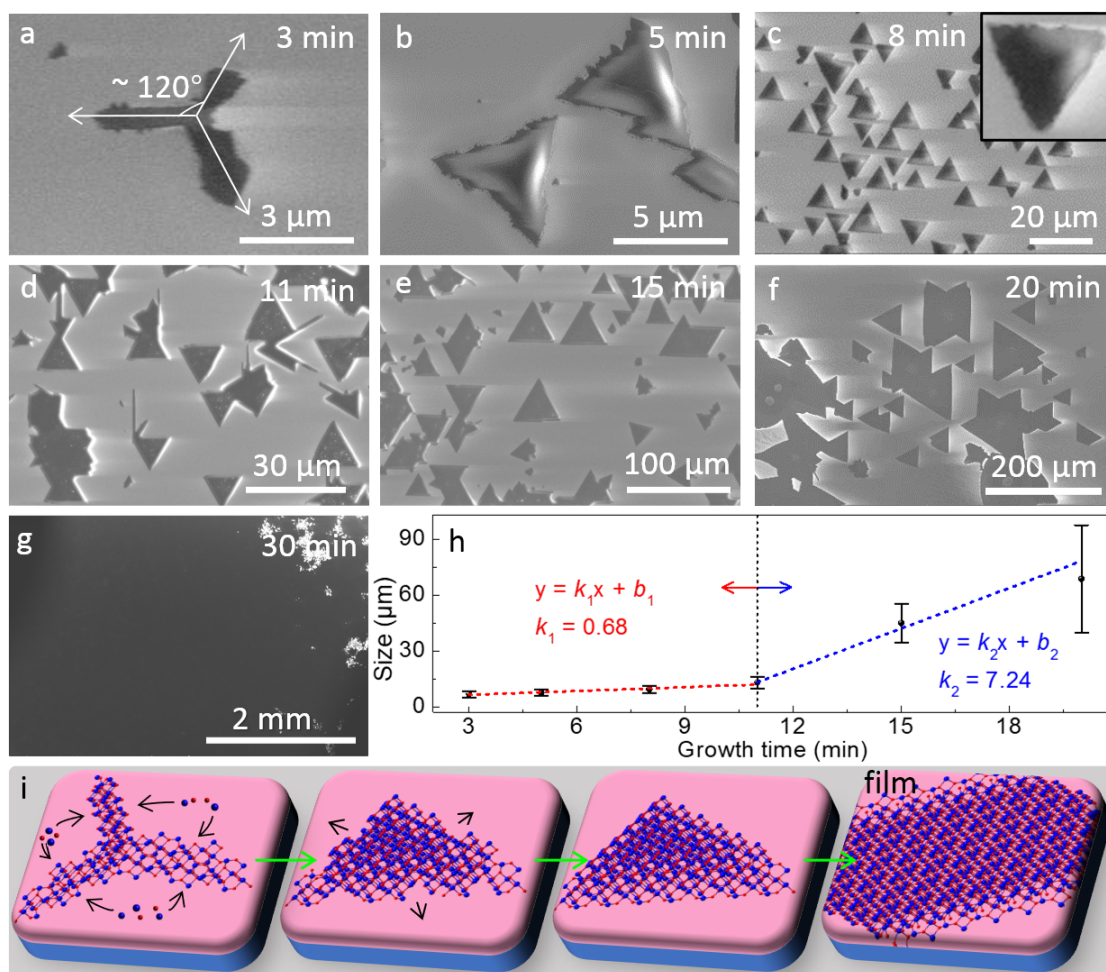 a
3 min
~ 120°
3 μm
b
5 min
5 μm
c
8 min
20 μm
d
11 min
30 μm
e
15 min
100 μm
f
20 min
200 μm
g
30 min
2 mm
h
Size (μm)
90
60
30
0
y = k₁x + b₁
k₁ = 0.68
y = k₂x + b₂
k₂ = 7.24
3 6 9 12 15 18
Growth time (min)
i
film